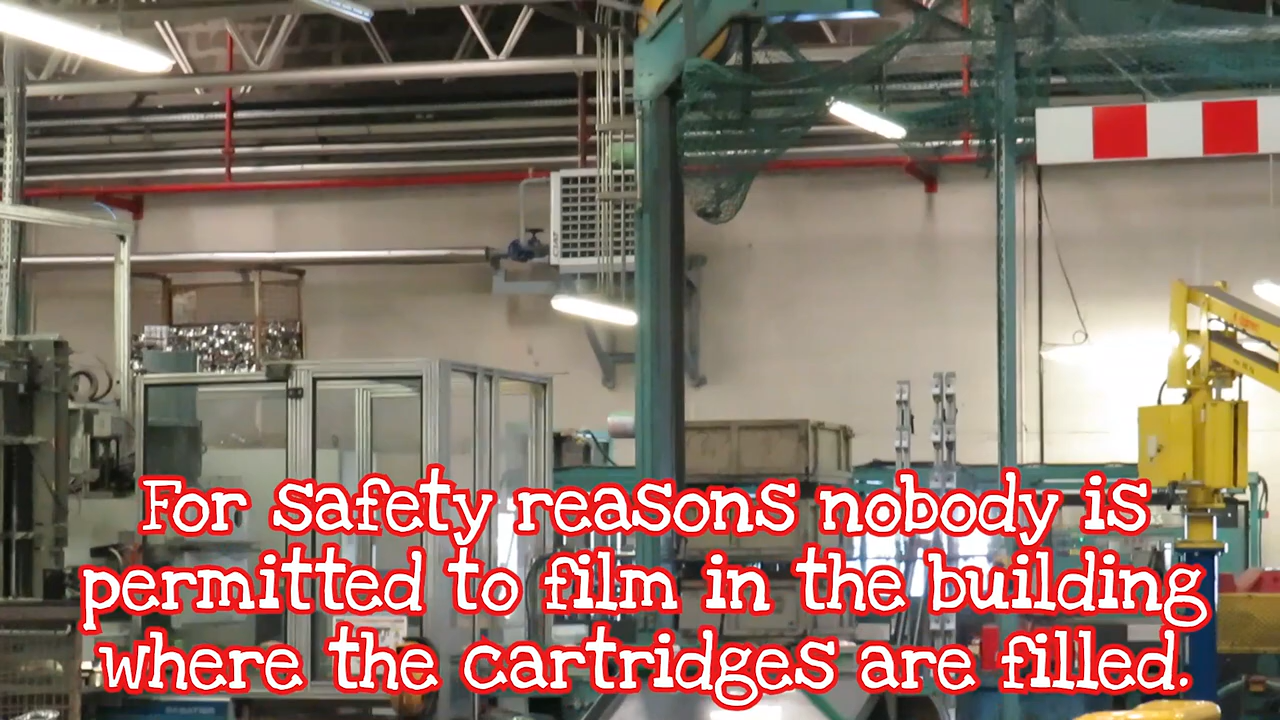 For safety reasons nobody is
permitted to film in the building
where the cartridges are filled.